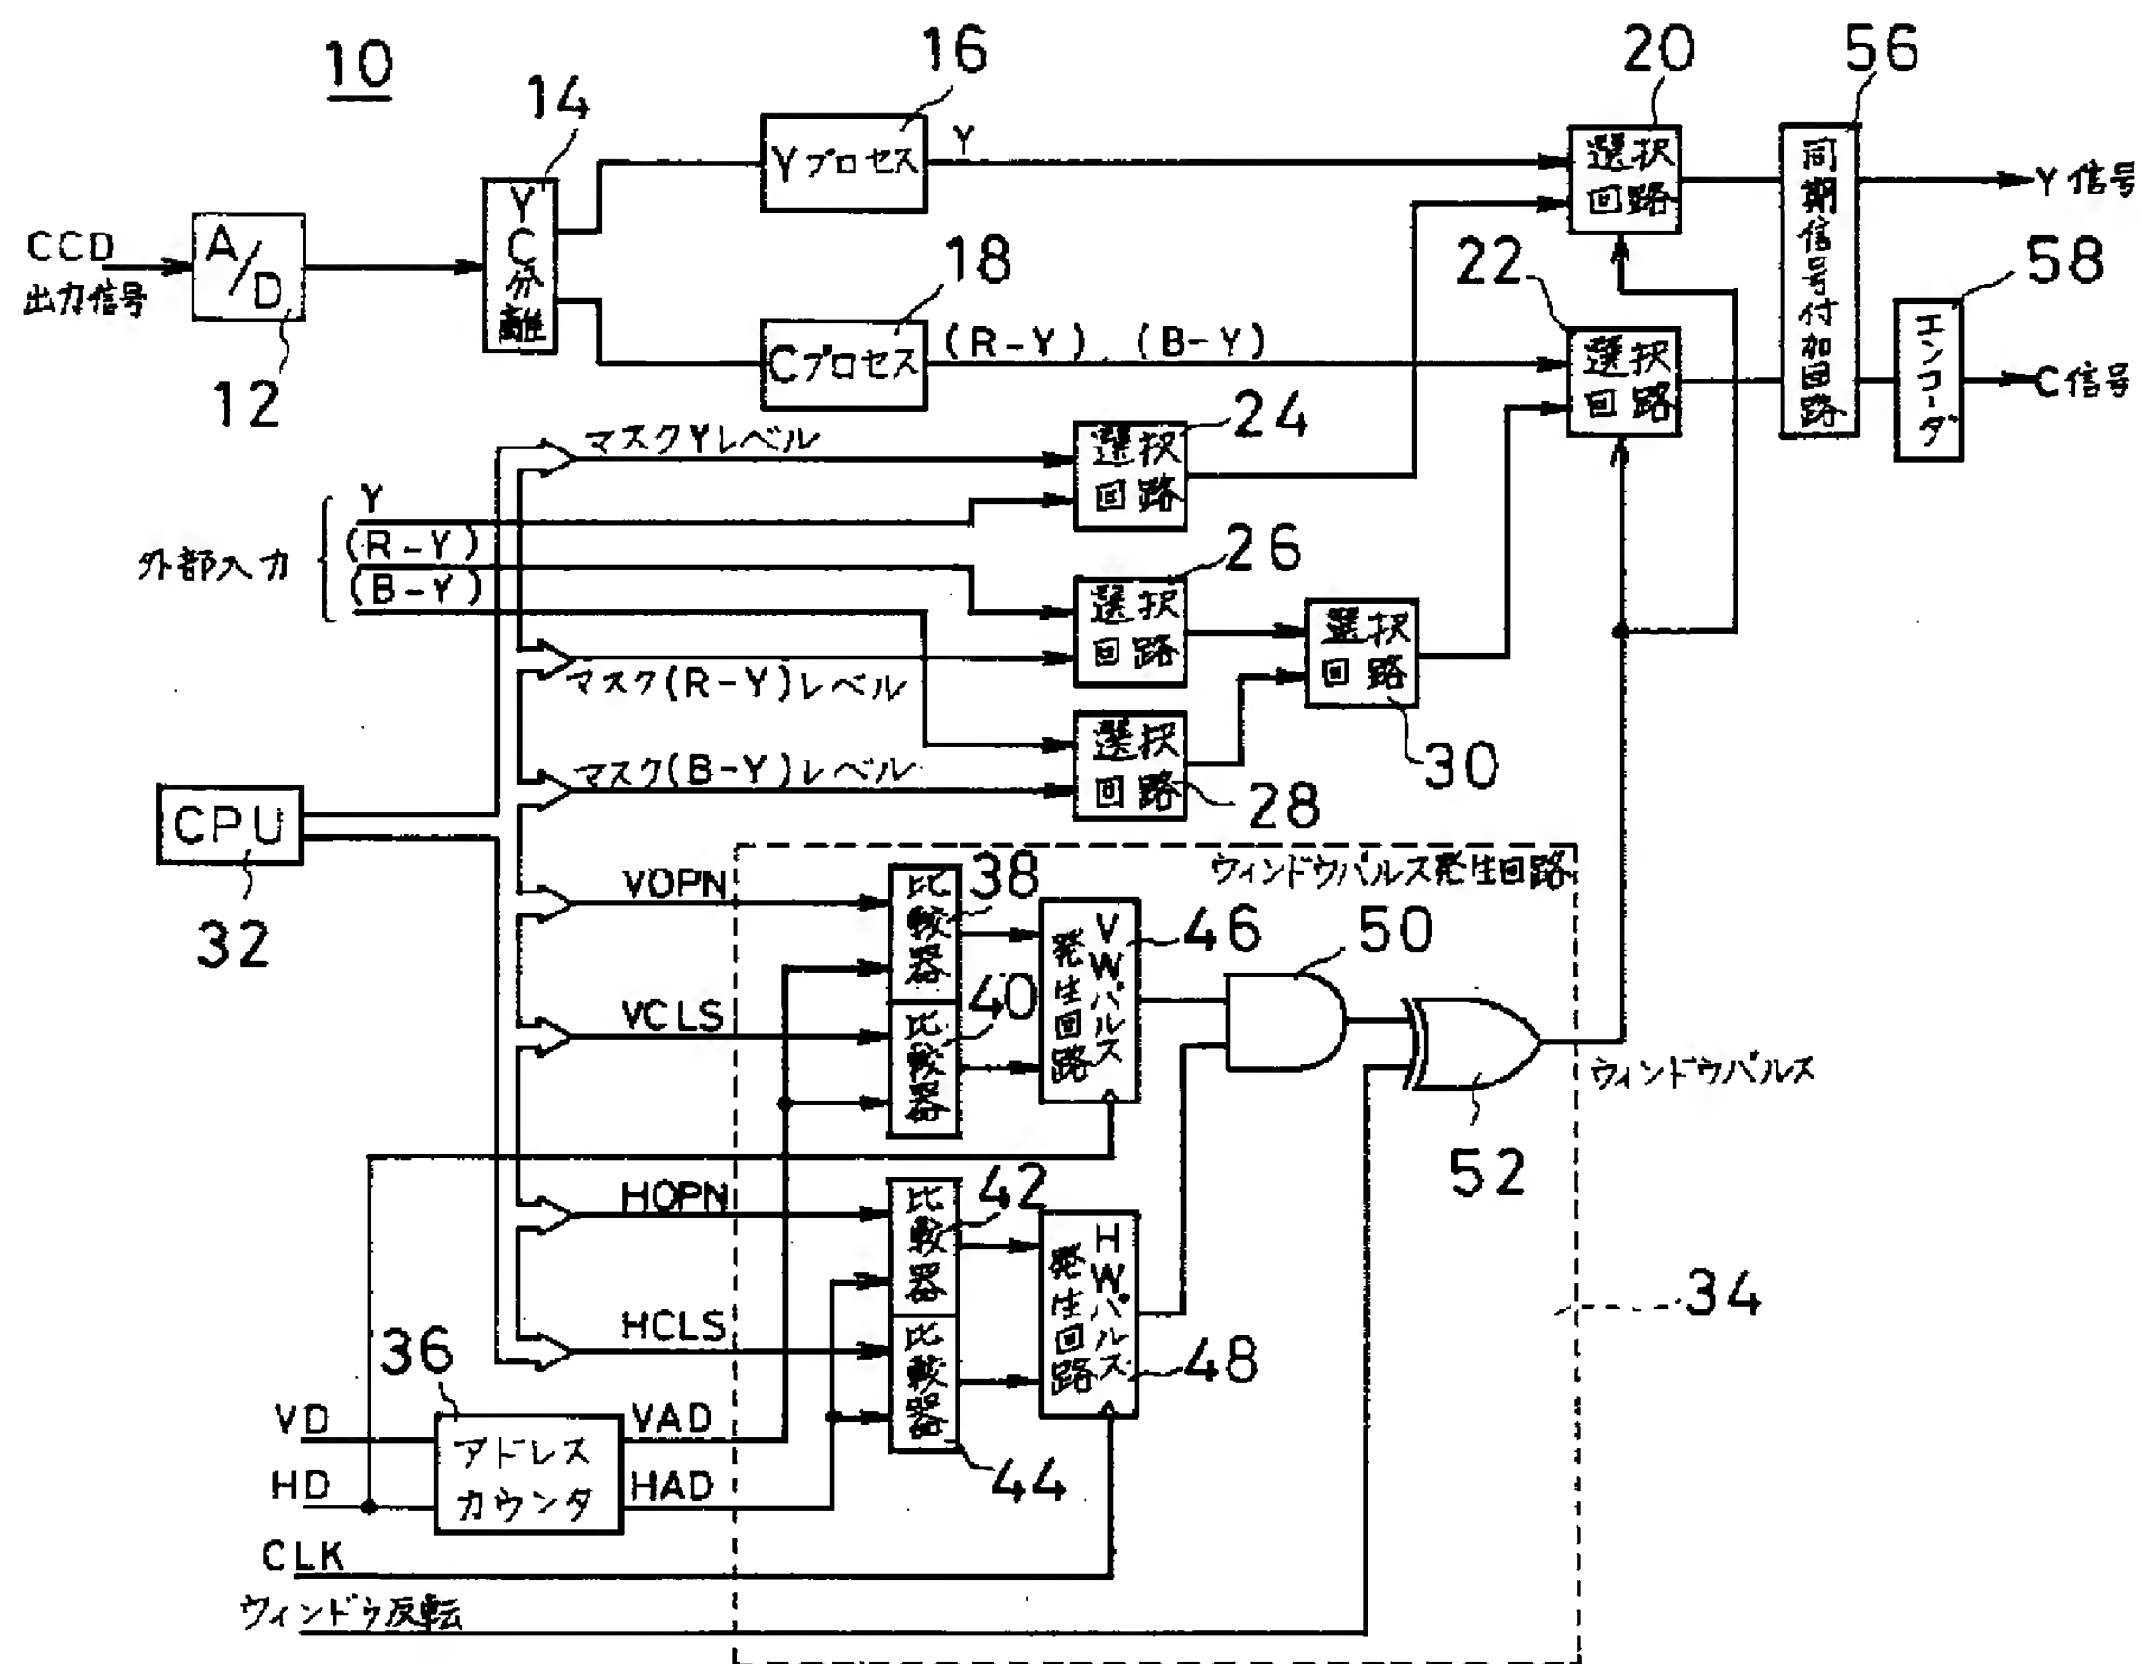 10
CCD
出力信号
A/D
12
YC分離
14
Yプロセス
16
Y
Cプロセス
18
(R-Y) (B-Y)
選択回路
20
選択回路
22
同期信号付加回路
56
エンコーダ
58
Y信号
C信号
マスクYレベル
選択回路
24
外部入力
Y
(R-Y)
(B-Y)
選択回路
26
マスク(R-Y)レベル
選択回路
30
マスク(B-Y)レベル
選択回路
28
CPU
32
ウィンドウパルス発生回路
VOPN
比較器
38
VCLS
比較器
40
VWパルス発生回路
46
50
52
ウィンドウパルス
HOPN
比較器
42
HCLS
比較器
44
HWパルス発生回路
48
34
36
VD
HD
アドレスカウンタ
VAD
HAD
CLK
ウィンドウ反転